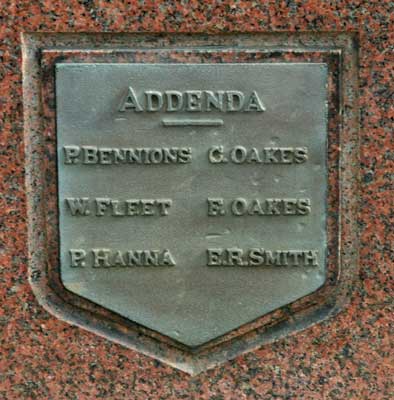 ADDENDA
P. BENNIONS C. OAKES
W. FLEET F. OAKES
P. HANNA E.R. SMITH